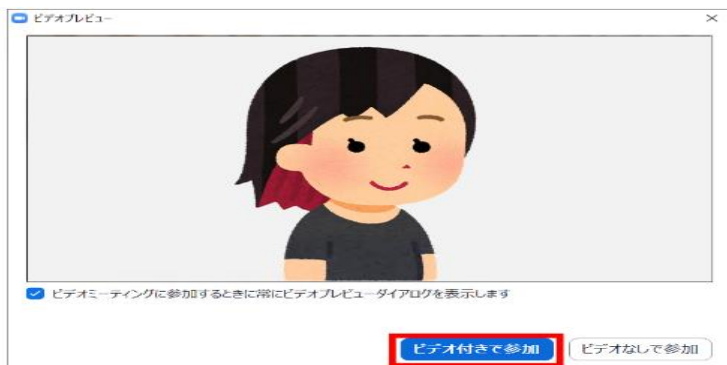 ビデオプレビュー
ビデオミーティングに参加するときに常にビデオプレビューダイアログを表示します
ビデオ付きで参加 ビデオなしで参加